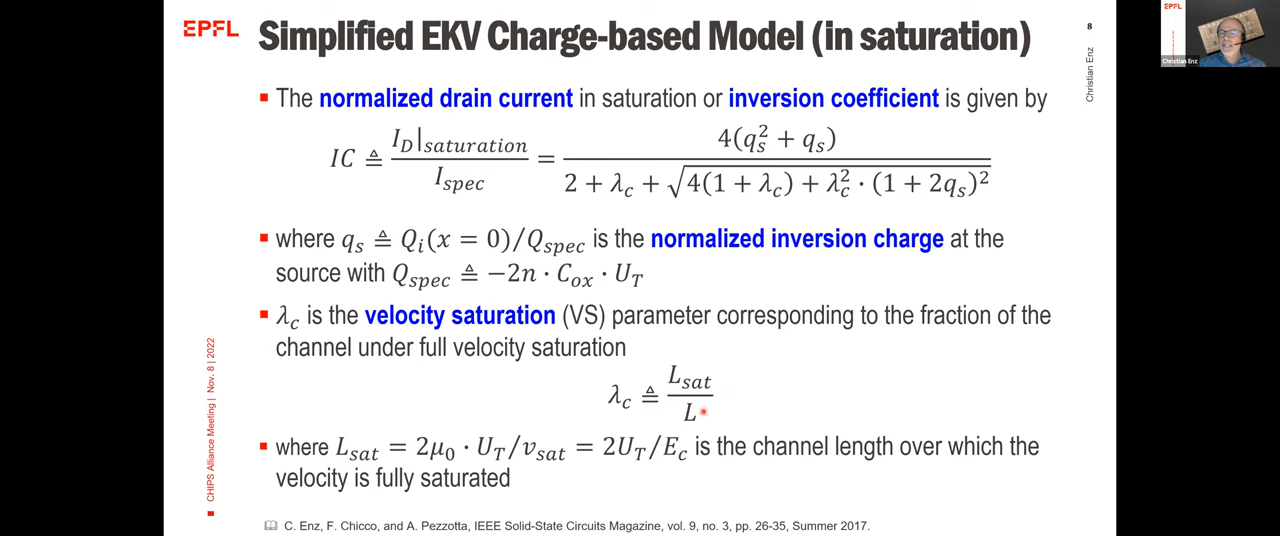 EPFL
Simplified EKV Charge-based Model (in saturation)
8
Christian Enz
▪ The normalized drain current in saturation or inversion coefficient is given by
IC ≜ I_D|_saturation / I_spec = 4(q_s^2 + q_s) / (2 + λ_c + √(4(1 + λ_c) + λ_c^2 · (1 + 2q_s)^2))
▪ where q_s ≜ Q_i(x = 0)/Q_spec is the normalized inversion charge at the
source with Q_spec ≜ −2n · C_ox · U_T
▪ λ_c is the velocity saturation (VS) parameter corresponding to the fraction of the
channel under full velocity saturation
λ_c ≜ L_sat / L
▪ where L_sat = 2μ_0 · U_T/v_sat = 2U_T/E_c is the channel length over which the
velocity is fully saturated
C. Enz, F. Chicco, and A. Pezzotta, IEEE Solid-State Circuits Magazine, vol. 9, no. 3, pp. 26-35, Summer 2017.
▪ CHIPS Alliance Meeting | Nov. 8 | 2022
EPFL
Christian Enz